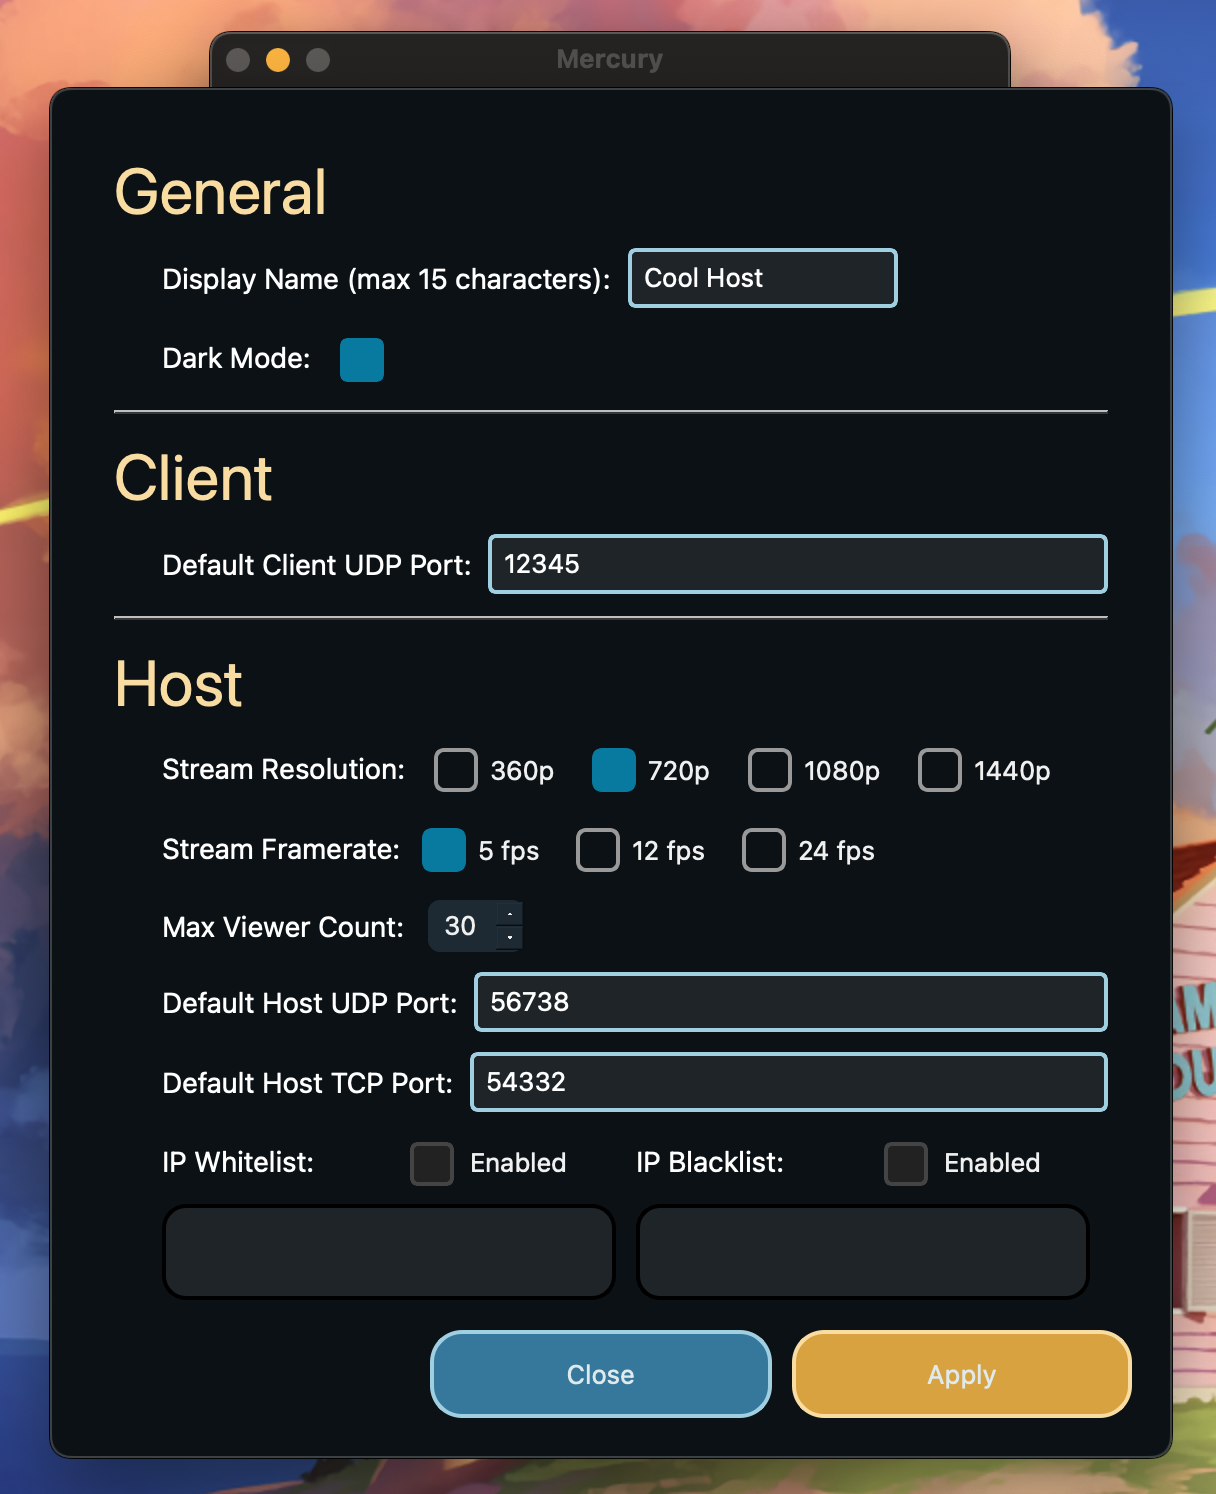 Mercury
General
Display Name (max 15 characters): Cool Host
Dark Mode:
Client
Default Client UDP Port: 12345
Host
Stream Resolution: 360p 720p 1080p 1440p
Stream Framerate: 5 fps 12 fps 24 fps
Max Viewer Count: 30
Default Host UDP Port: 56738
Default Host TCP Port: 54332
IP Whitelist: Enabled IP Blacklist: Enabled
Close Apply